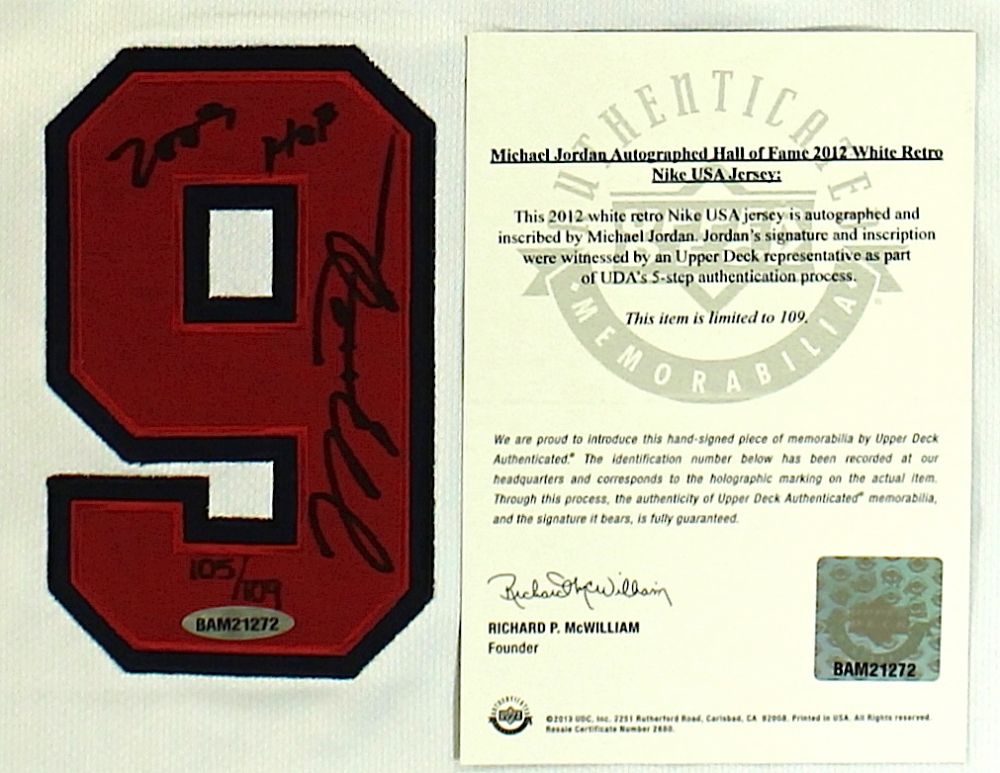 2009 HOF
105/109
BAM21272
AUTHENTICATED
MEMORABILIA
Michael Jordan Autographed Hall of Fame 2012 White Retro
Nike USA Jersey:
This 2012 white retro Nike USA jersey is autographed and
inscribed by Michael Jordan. Jordan's signature and inscription
were witnessed by an Upper Deck representative as part
of UDA's 5-step authentication process.
This item is limited to 109.
We are proud to introduce this hand-signed piece of memorabilia by Upper Deck
Authenticated.® The identification number below has been recorded at our
headquarters and corresponds to the holographic marking on the actual item.
Through this process, the authenticity of Upper Deck Authenticated® memorabilia,
and the signature it bears, is fully guaranteed.
Richard P. McWilliam
RICHARD P. McWILLIAM
Founder
BAM21272
©2013 UDC, Inc. 2251 Rutherford Road, Carlsbad, CA 92008. Printed in USA. All Rights reserved.
Resale Certificate Number 2680.